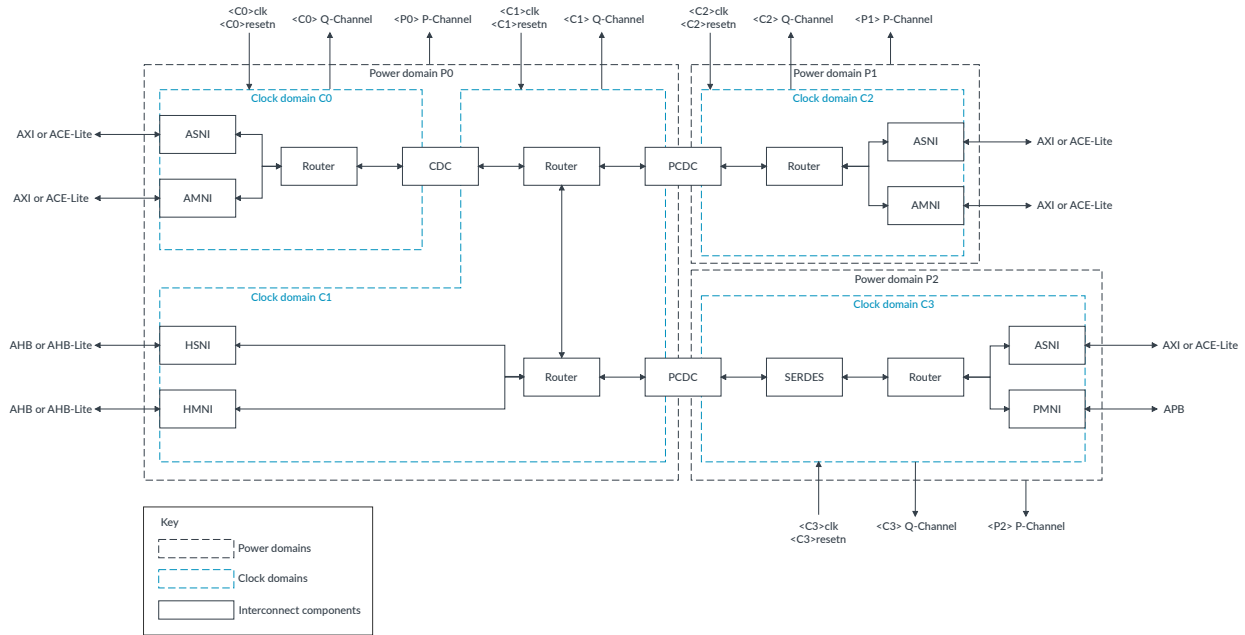 <C0>clk
<C0>resetn
<C0> Q-Channel
<P0> P-Channel
<C1>clk
<C1>resetn
<C1> Q-Channel
<C2>clk
<C2>resetn
<C2> Q-Channel
<P1> P-Channel
Power domain P0
Power domain P1
Clock domain C0
Clock domain C2
AXI or ACE-Lite
ASNI
Router
CDC
Router
PCDC
Router
ASNI
AXI or ACE-Lite
AXI or ACE-Lite
AMNI
AMNI
AXI or ACE-Lite
Power domain P2
Clock domain C1
Clock domain C3
AHB or AHB-Lite
HSNI
ASNI
AXI or ACE-Lite
Router
PCDC
SERDES
Router
AHB or AHB-Lite
HMNI
PMNI
APB
<C3>clk
<C3>resetn
<C3> Q-Channel
<P2> P-Channel
Key
Power domains
Clock domains
Interconnect components